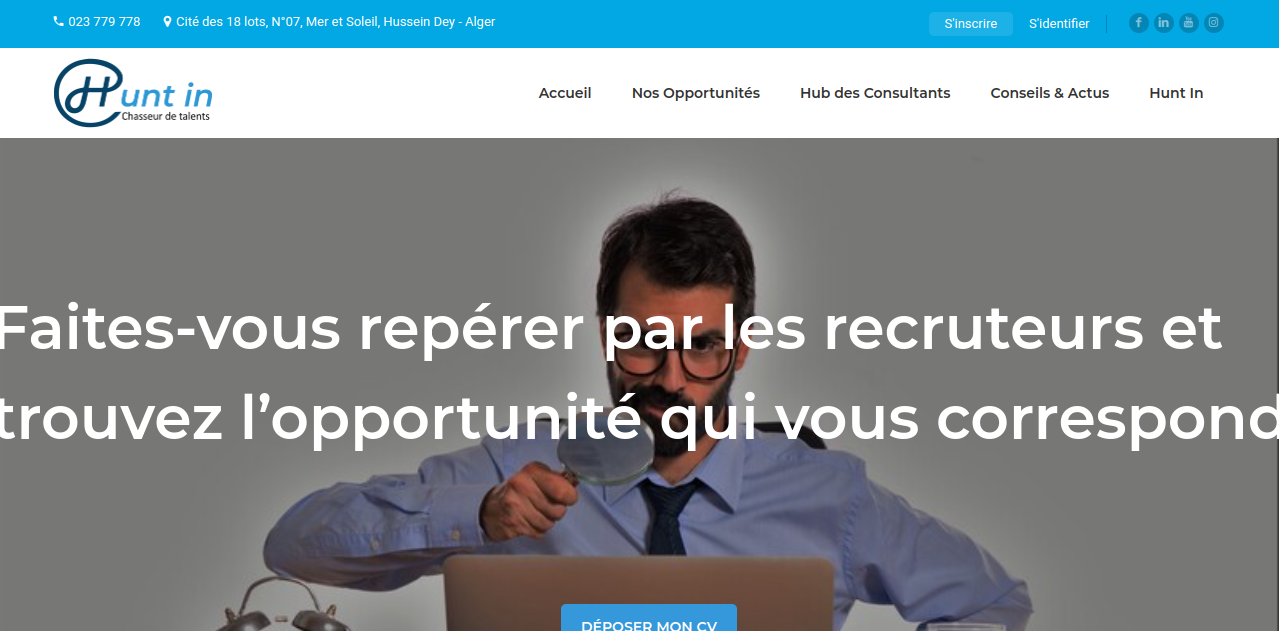 023 779 778 Cité des 18 lots, N°07, Mer et Soleil, Hussein Dey - Alger S'inscrire S'identifier
Hunt in
Chasseur de talents
Accueil Nos Opportunités Hub des Consultants Conseils & Actus Hunt In
Faites-vous repérer par les recruteurs et
trouvez l’opportunité qui vous correspond
DÉPOSER MON CV